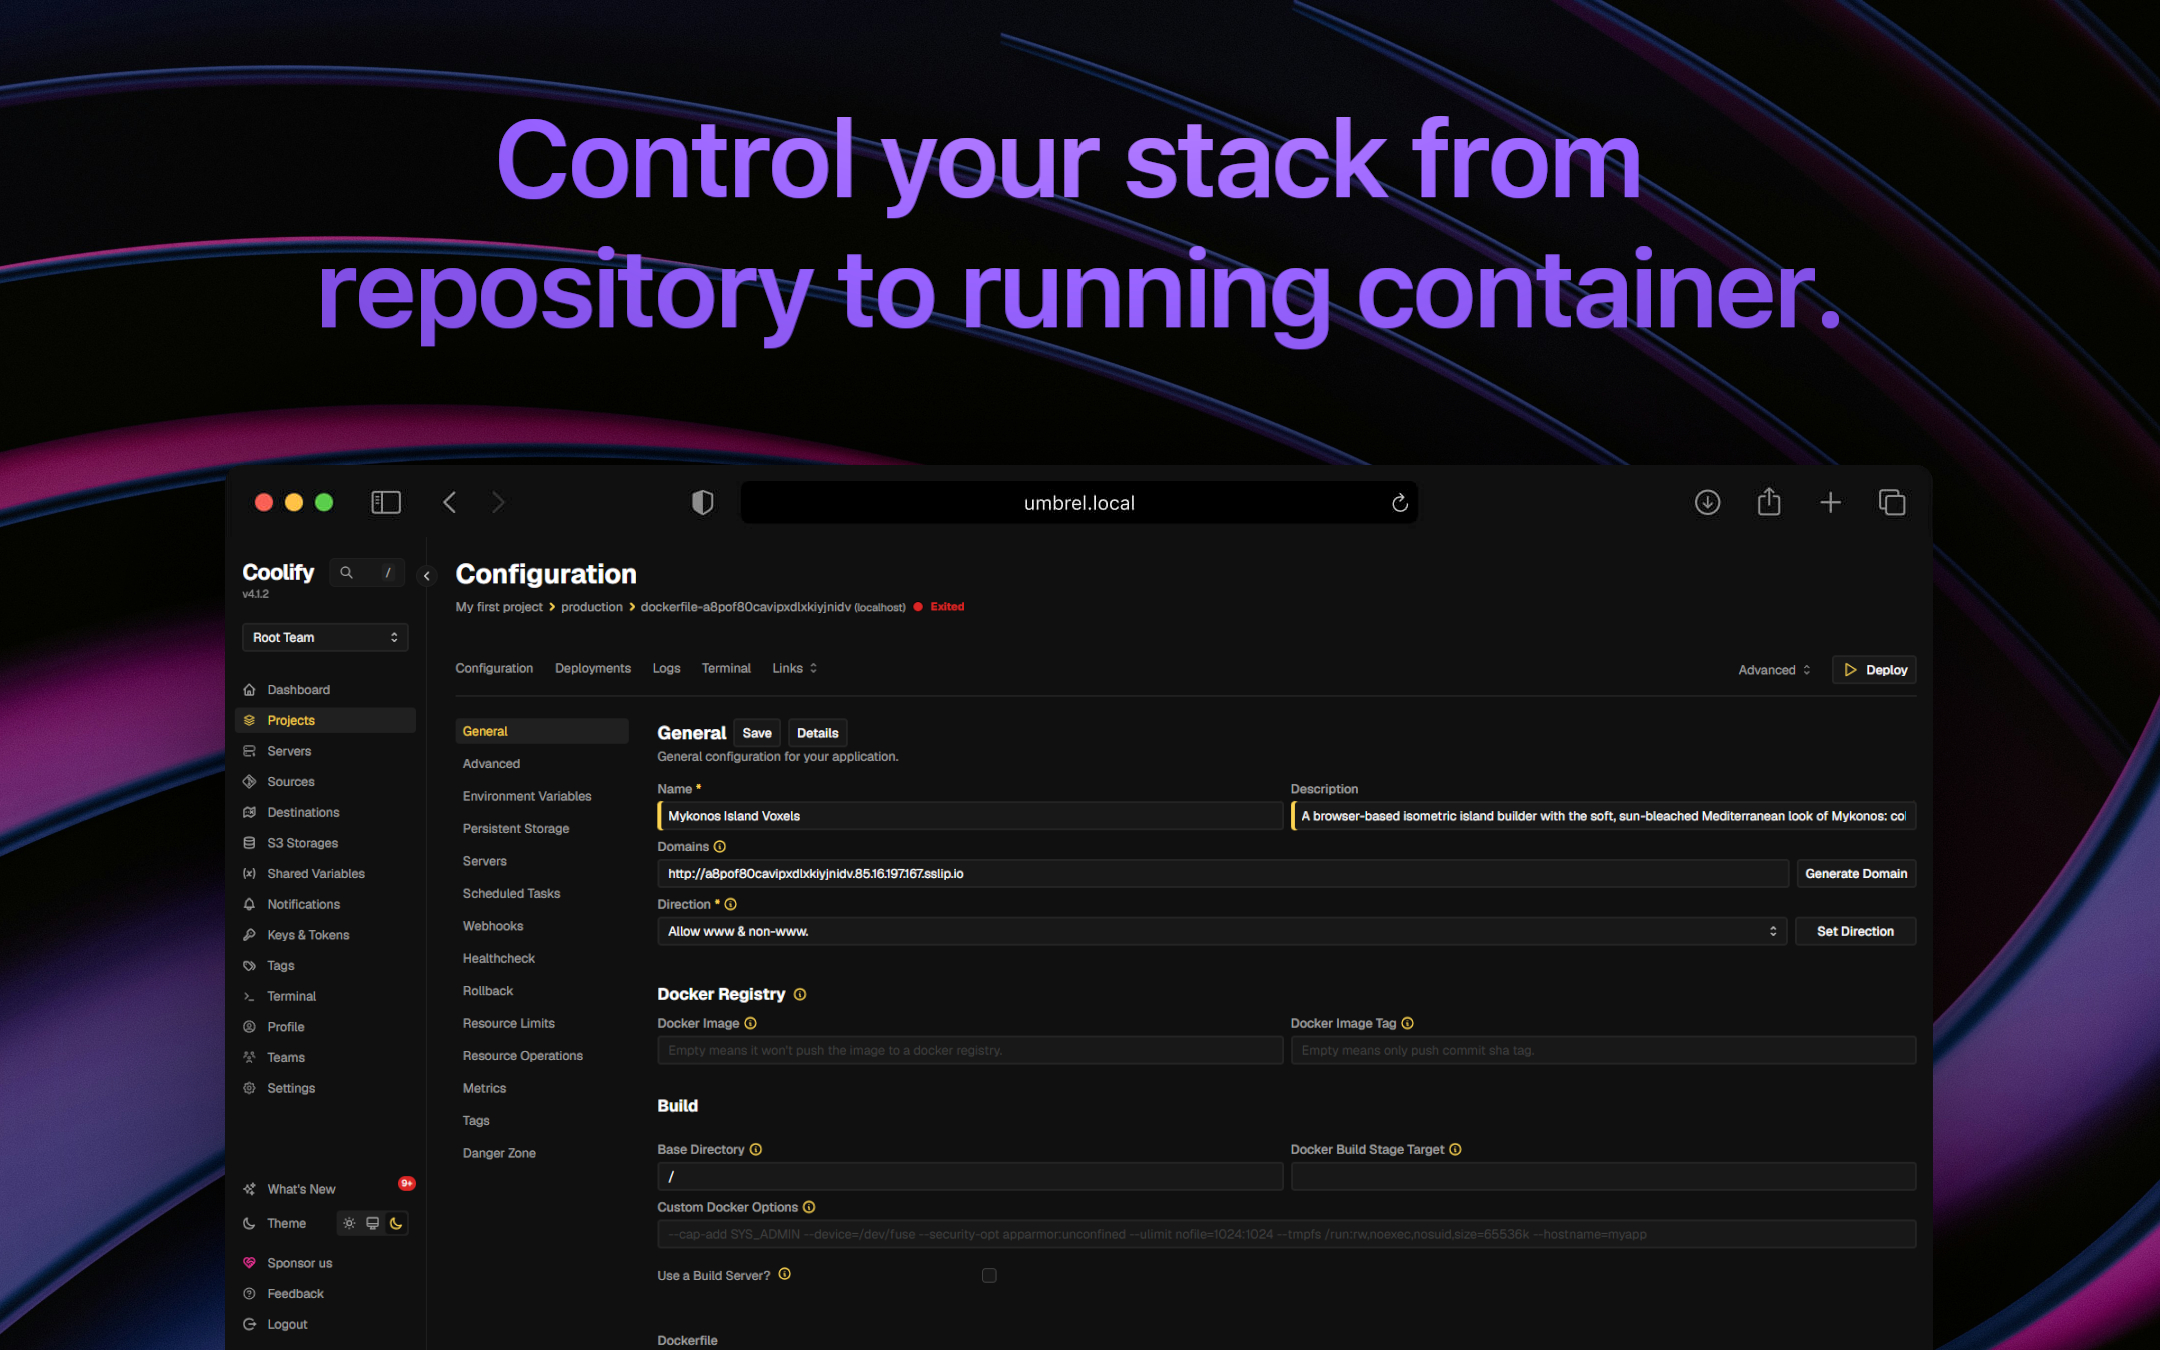 Control your stack from
repository to running container.
umbrel.local
Coolify
/
v4.1.2
Root Team
Dashboard
Projects
Servers
Sources
Destinations
S3 Storages
Shared Variables
Notifications
Keys & Tokens
Tags
Terminal
Profile
Teams
Settings
What's New
9+
Theme
Sponsor us
Feedback
Logout
Configuration
My first project production dockerfile-a8pof80cavipxdlxkiyjnidv (localhost) Exited
Configuration Deployments Logs Terminal Links
Advanced Deploy
General
Advanced
Environment Variables
Persistent Storage
Servers
Scheduled Tasks
Webhooks
Healthcheck
Rollback
Resource Limits
Resource Operations
Metrics
Tags
Danger Zone
General Save Details
General configuration for your application.
Name *
Mykonos Island Voxels
Description
A browser-based isometric island builder with the soft, sun-bleached Mediterranean look of Mykonos: col
Domains
http://a8pof80cavipxdlxkiyjnidv.85.16.197.167.sslip.io
Generate Domain
Direction *
Allow www & non-www.
Set Direction
Docker Registry
Docker Image
Empty means it won't push the image to a docker registry.
Docker Image Tag
Empty means only push commit sha tag.
Build
Base Directory
/
Docker Build Stage Target
Custom Docker Options
--cap-add SYS_ADMIN --device=/dev/fuse --security-opt apparmor:unconfined --ulimit nofile=1024:1024 --tmpfs /run:rw,noexec,nosuid,size=65536k --hostname=myapp
Use a Build Server?
Dockerfile